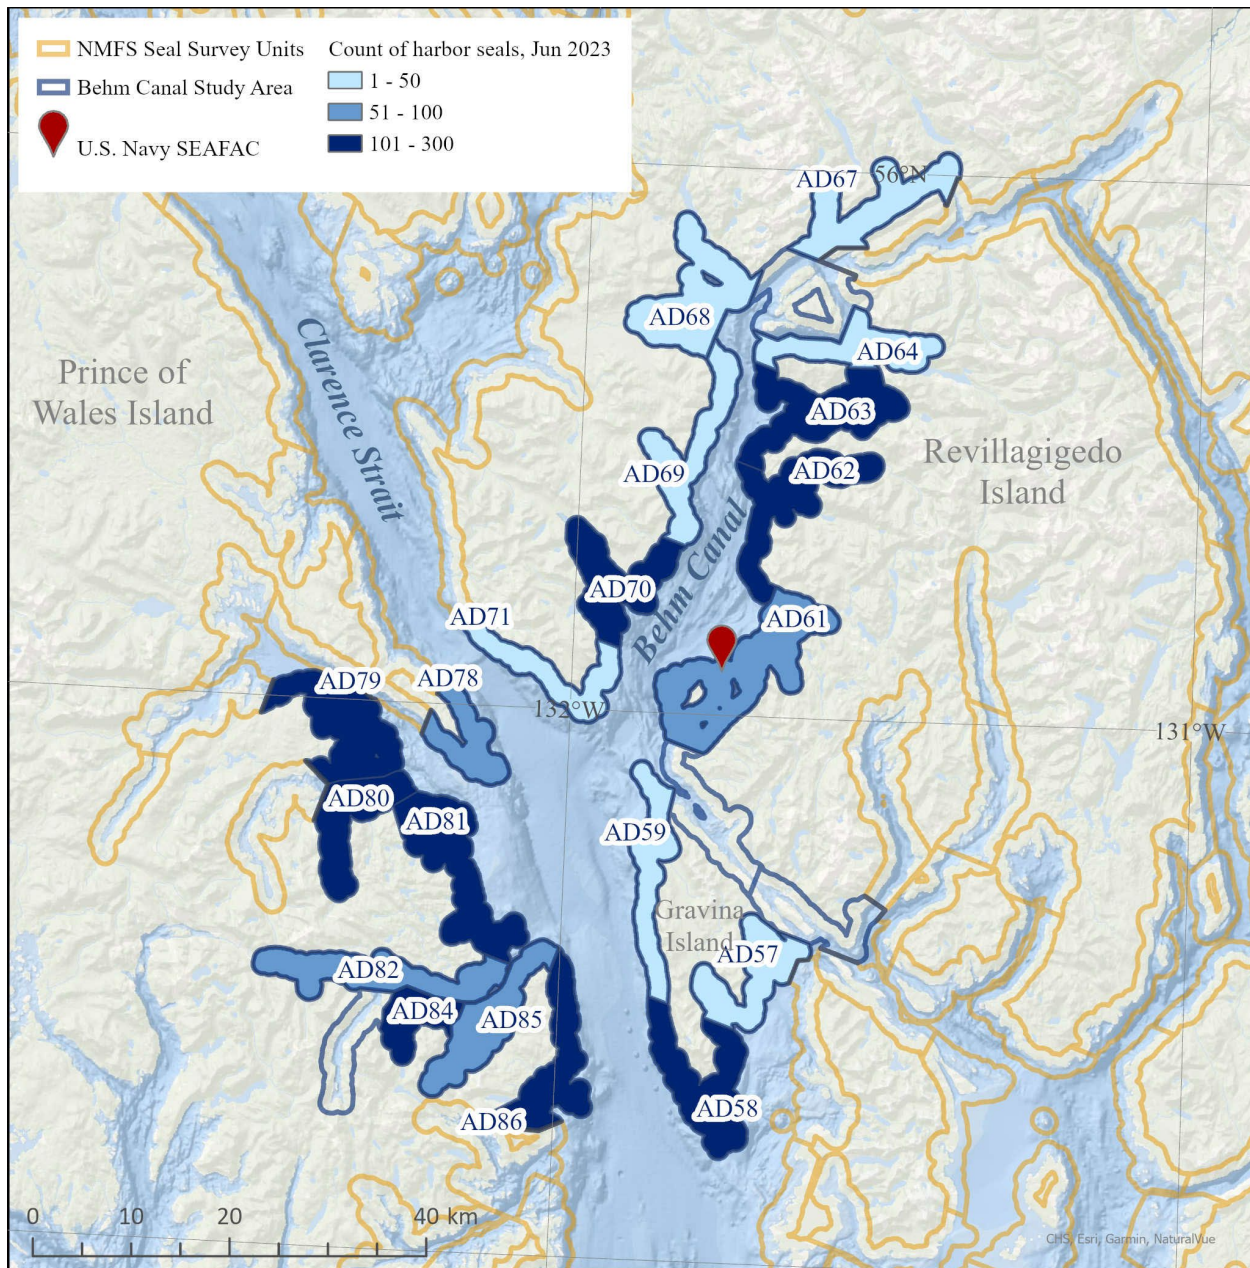 NMFS Seal Survey Units
Behm Canal Study Area
U.S. Navy SEAFAC
Count of harbor seals, Jun 2023
1 - 50
51 - 100
101 - 300
AD67
56°N
AD68
AD64
Clarence Strait
Prince of
Wales Island
AD63
Revillagigedo
Island
AD69
AD62
Behm Canal
AD70
AD71
AD61
AD79
AD78
132°W
131°W
AD80
AD81
AD59
Gravina
Island
AD57
AD82
AD84
AD85
AD58
AD86
0 10 20 40 km
CHS, Esri, Garmin, NaturalVue